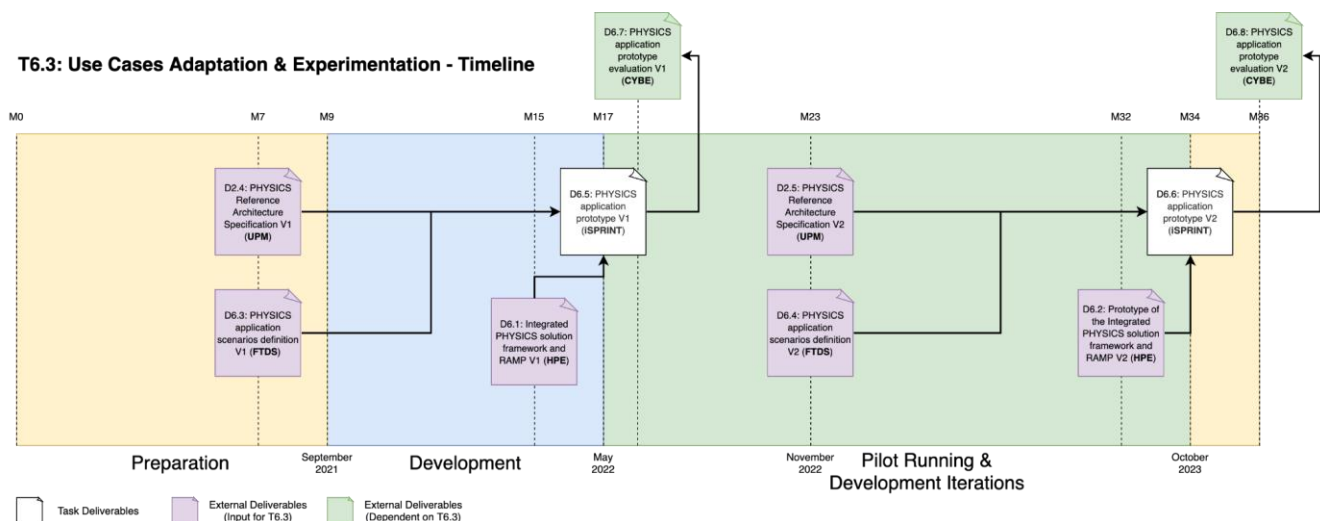 D6.7: PHYSICS
application
prototype
evaluation V1
(CYBE)
D6.8: PHYSICS
application
prototype
evaluation V2
(CYBE)
T6.3: Use Cases Adaptation & Experimentation - Timeline
M0
M7
M9
M15
M17
M23
M32
M34
M36
D2.4: PHYSICS
Reference
Architecture
Specification V1
(UPM)
D6.5: PHYSICS
application
prototype V1
(iSPRINT)
D2.5: PHYSICS
Reference
Architecture
Specification V2
(UPM)
D6.6: PHYSICS
application
prototype V2
(iSPRINT)
D6.3: PHYSICS
application
scenarios definition
V1 (FTDS)
D6.1: Integrated
PHYSICS solution
framework and
RAMP V1 (HPE)
D6.4: PHYSICS
application
scenarios definition
V2 (FTDS)
D6.2: Prototype of
the Integrated
PHYSICS solution
framework and
RAMP V2 (HPE)
Preparation
September
2021
Development
May
2022
November
2022
Pilot Running &
Development Iterations
October
2023
Task Deliverables
External Deliverables
(Input for T6.3)
External Deliverables
(Dependent on T6.3)